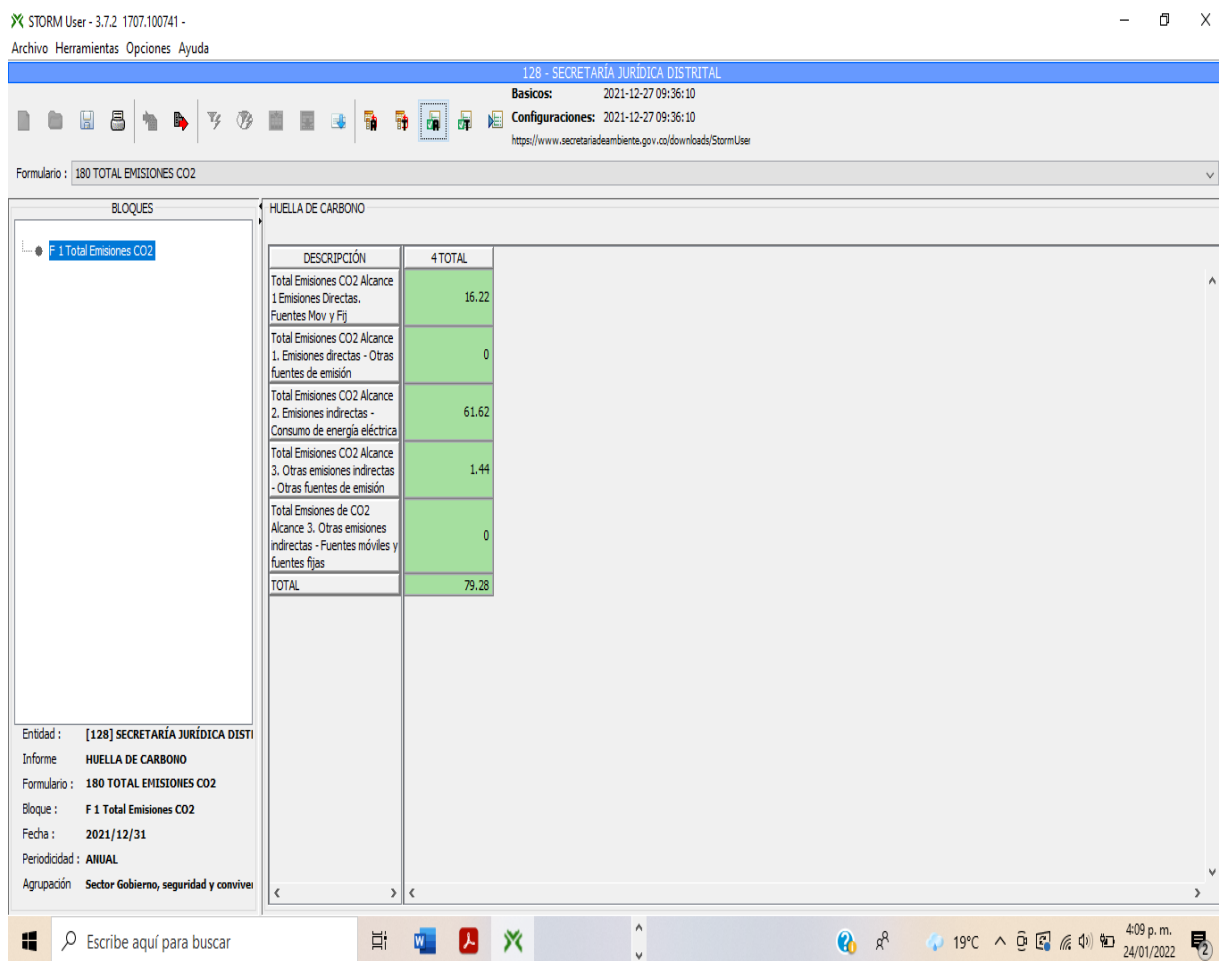 STORM User - 3.7.2 1707.100741 -
Archivo Herramientas Opciones Ayuda
128 - SECRETARÍA JURÍDICA DISTRITAL
Basicos: 2021-12-27 09:36:10
Configuraciones: 2021-12-27 09:36:10
https://www.secretariadeambiente.gov.co/downloads/StormUser
Formulario : 180 TOTAL EMISIONES CO2
BLOQUES
F 1 Total Emisiones CO2
HUELLA DE CARBONO
DESCRIPCIÓN 4 TOTAL
Total Emisiones CO2 Alcance
1 Emisiones Directas.
Fuentes Mov y Fij
16.22
Total Emisiones CO2 Alcance
1. Emisiones directas - Otras
fuentes de emisión
0
Total Emisiones CO2 Alcance
2. Emisiones indirectas -
Consumo de energía eléctrica
61.62
Total Emisiones CO2 Alcance
3. Otras emisiones indirectas
- Otras fuentes de emisión
1.44
Total Emsiones de CO2
Alcance 3. Otras emisiones
indirectas - Fuentes móviles y
fuentes fijas
0
TOTAL 79.28
Entidad : [128] SECRETARÍA JURÍDICA DISTI
Informe HUELLA DE CARBONO
Formulario : 180 TOTAL EMISIONES CO2
Bloque : F 1 Total Emisiones CO2
Fecha : 2021/12/31
Periodicidad : ANUAL
Agrupación Sector Gobierno, seguridad y conviver
Escribe aquí para buscar
19°C
4:09 p. m.
24/01/2022
2